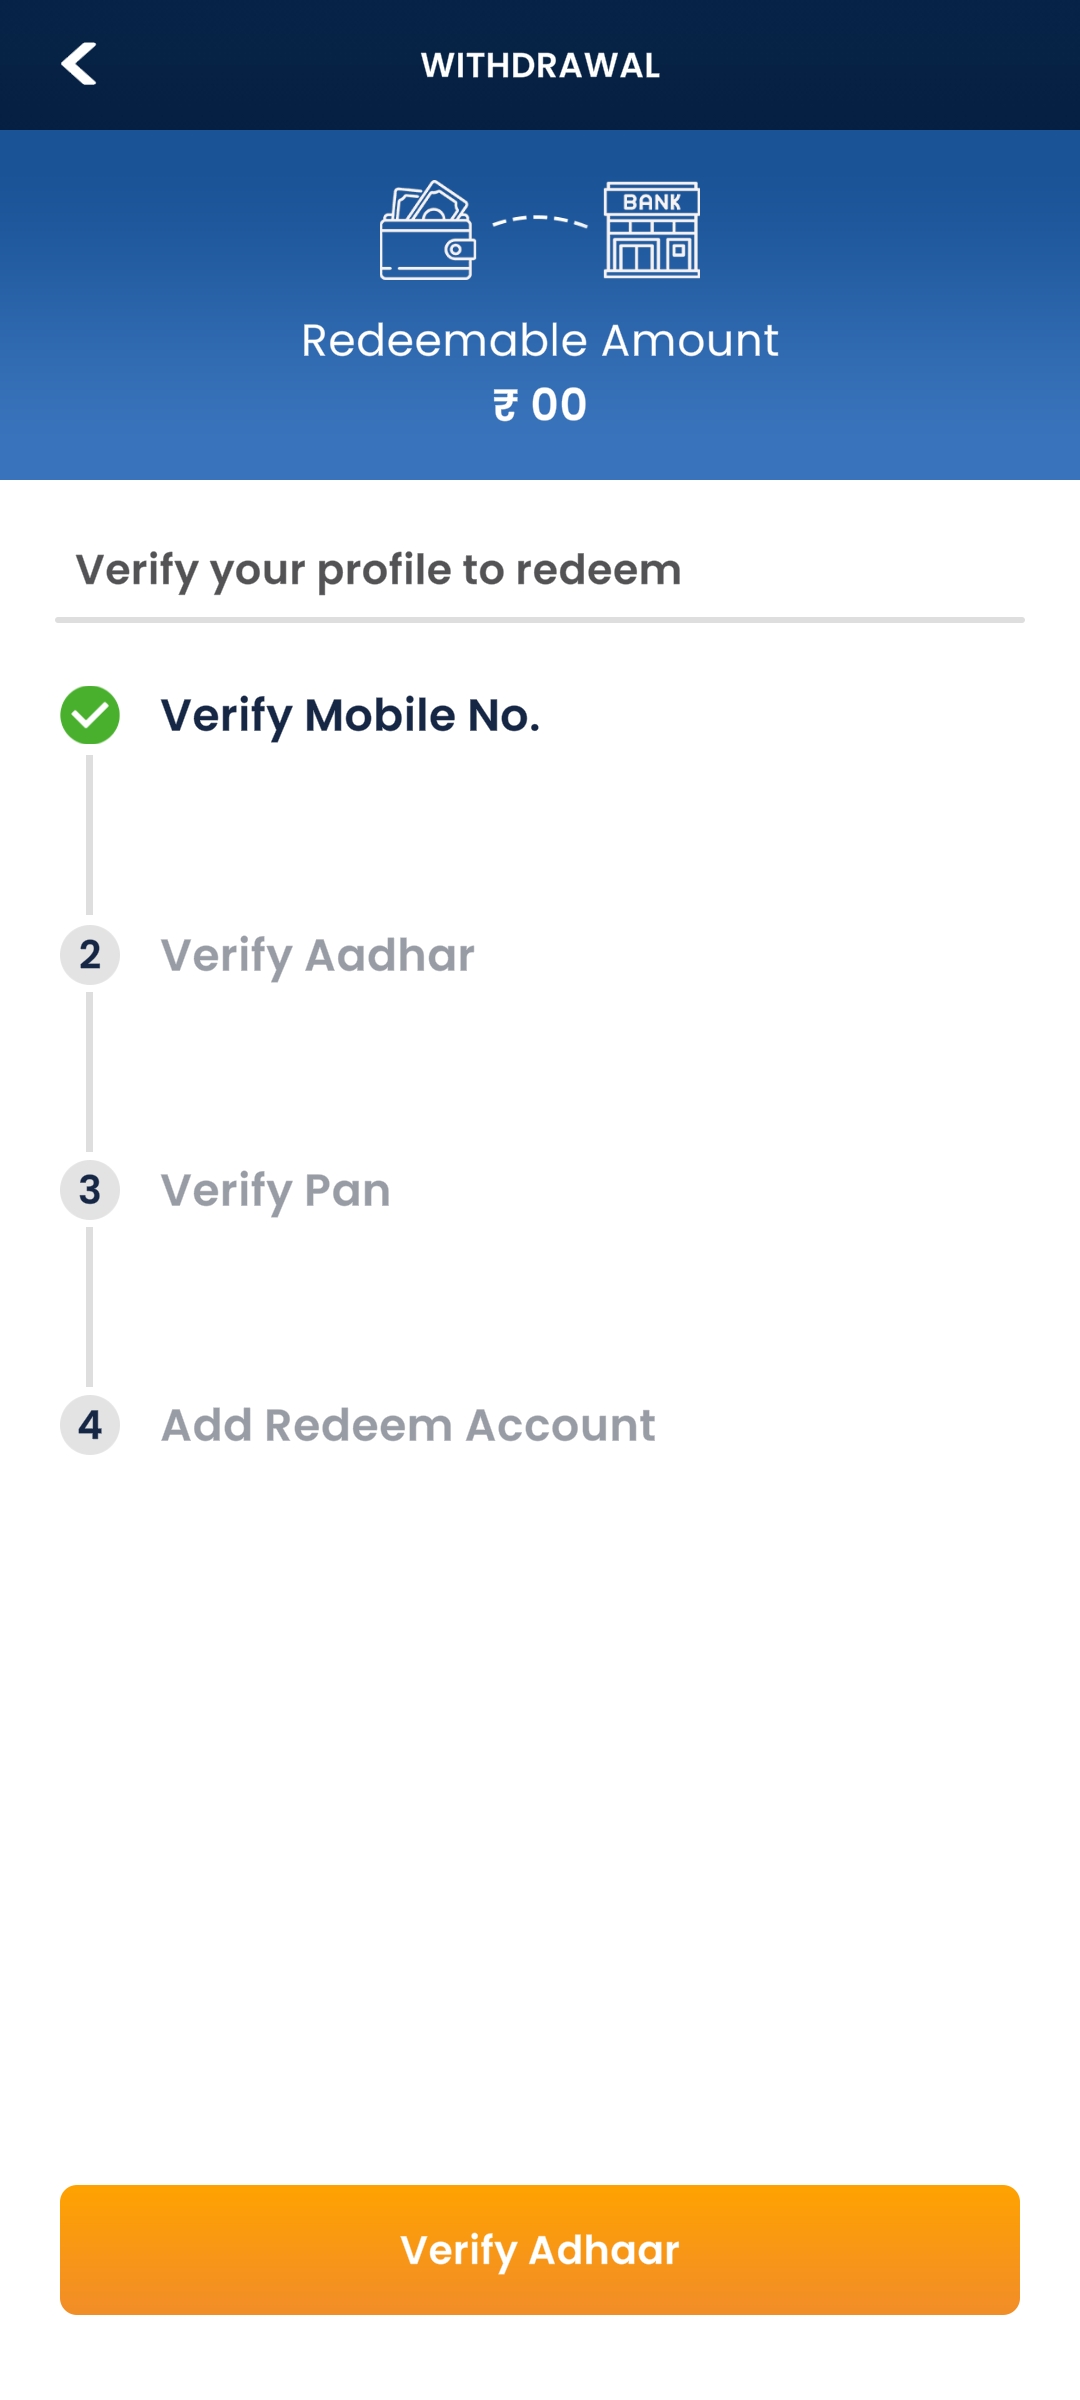 WITHDRAWAL
BANK
Redeemable Amount
₹ 00
Verify your profile to redeem
Verify Mobile No.
2 Verify Aadhar
3 Verify Pan
4 Add Redeem Account
Verify Adhaar